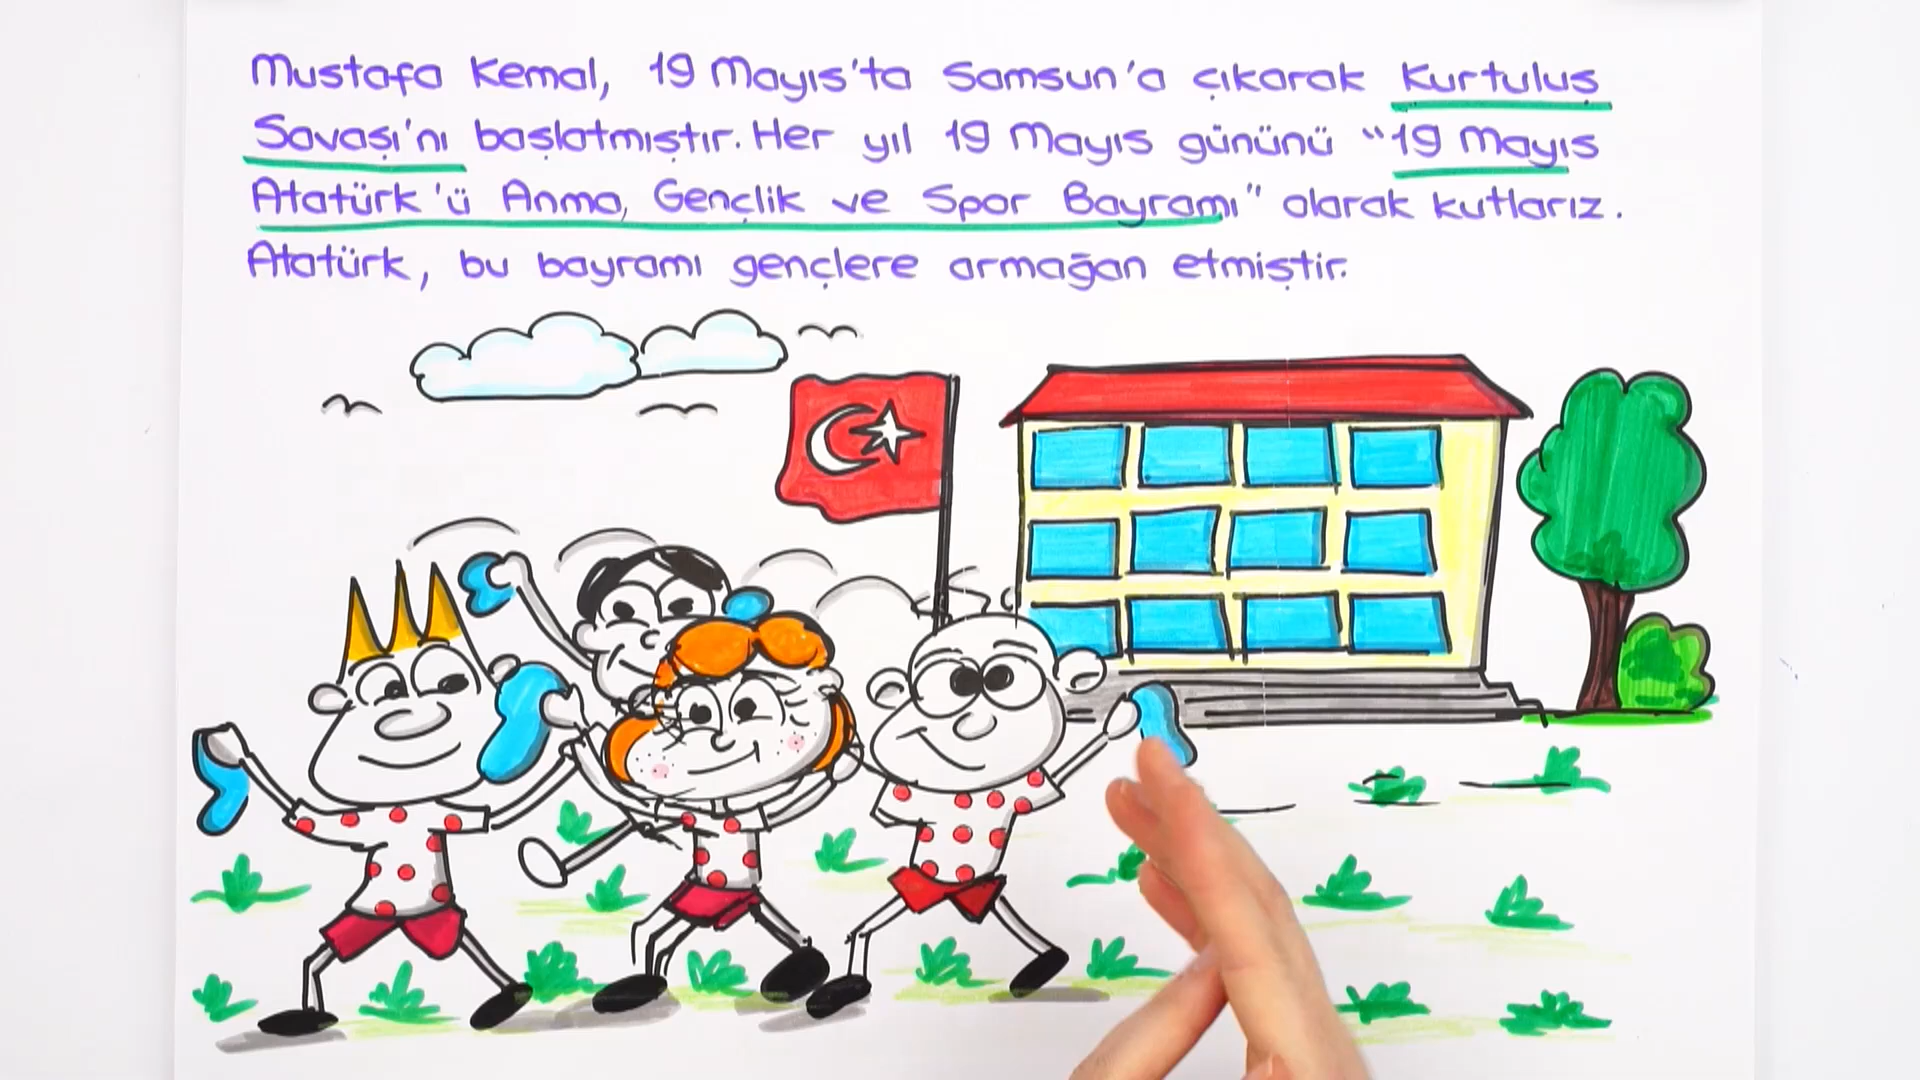 Mustafa Kemal, 19 Mayıs'ta Samsun'a çıkarak Kurtuluş
Savaşı'nı başlatmıştır. Her yıl 19 Mayıs gününü "19 Mayıs
Atatürk'ü Anma, Gençlik ve Spor Bayramı" olarak kutlarız.
Atatürk, bu bayramı gençlere armağan etmiştir.